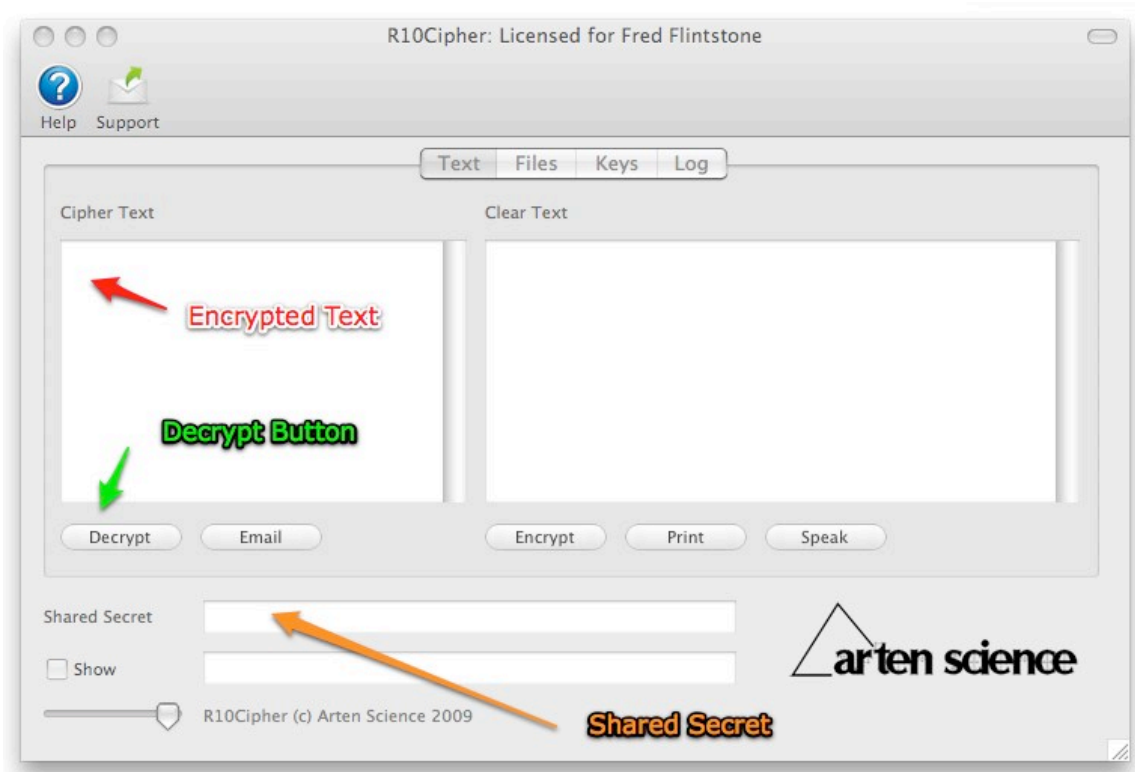 R10Cipher: Licensed for Fred Flintstone
Help Support
Text Files Keys Log
Cipher Text
Clear Text
Encrypted Text
Decrypt Button
Decrypt Email Encrypt Print Speak
Shared Secret
arten science
Show
R10Cipher (c) Arten Science 2009
Shared Secret